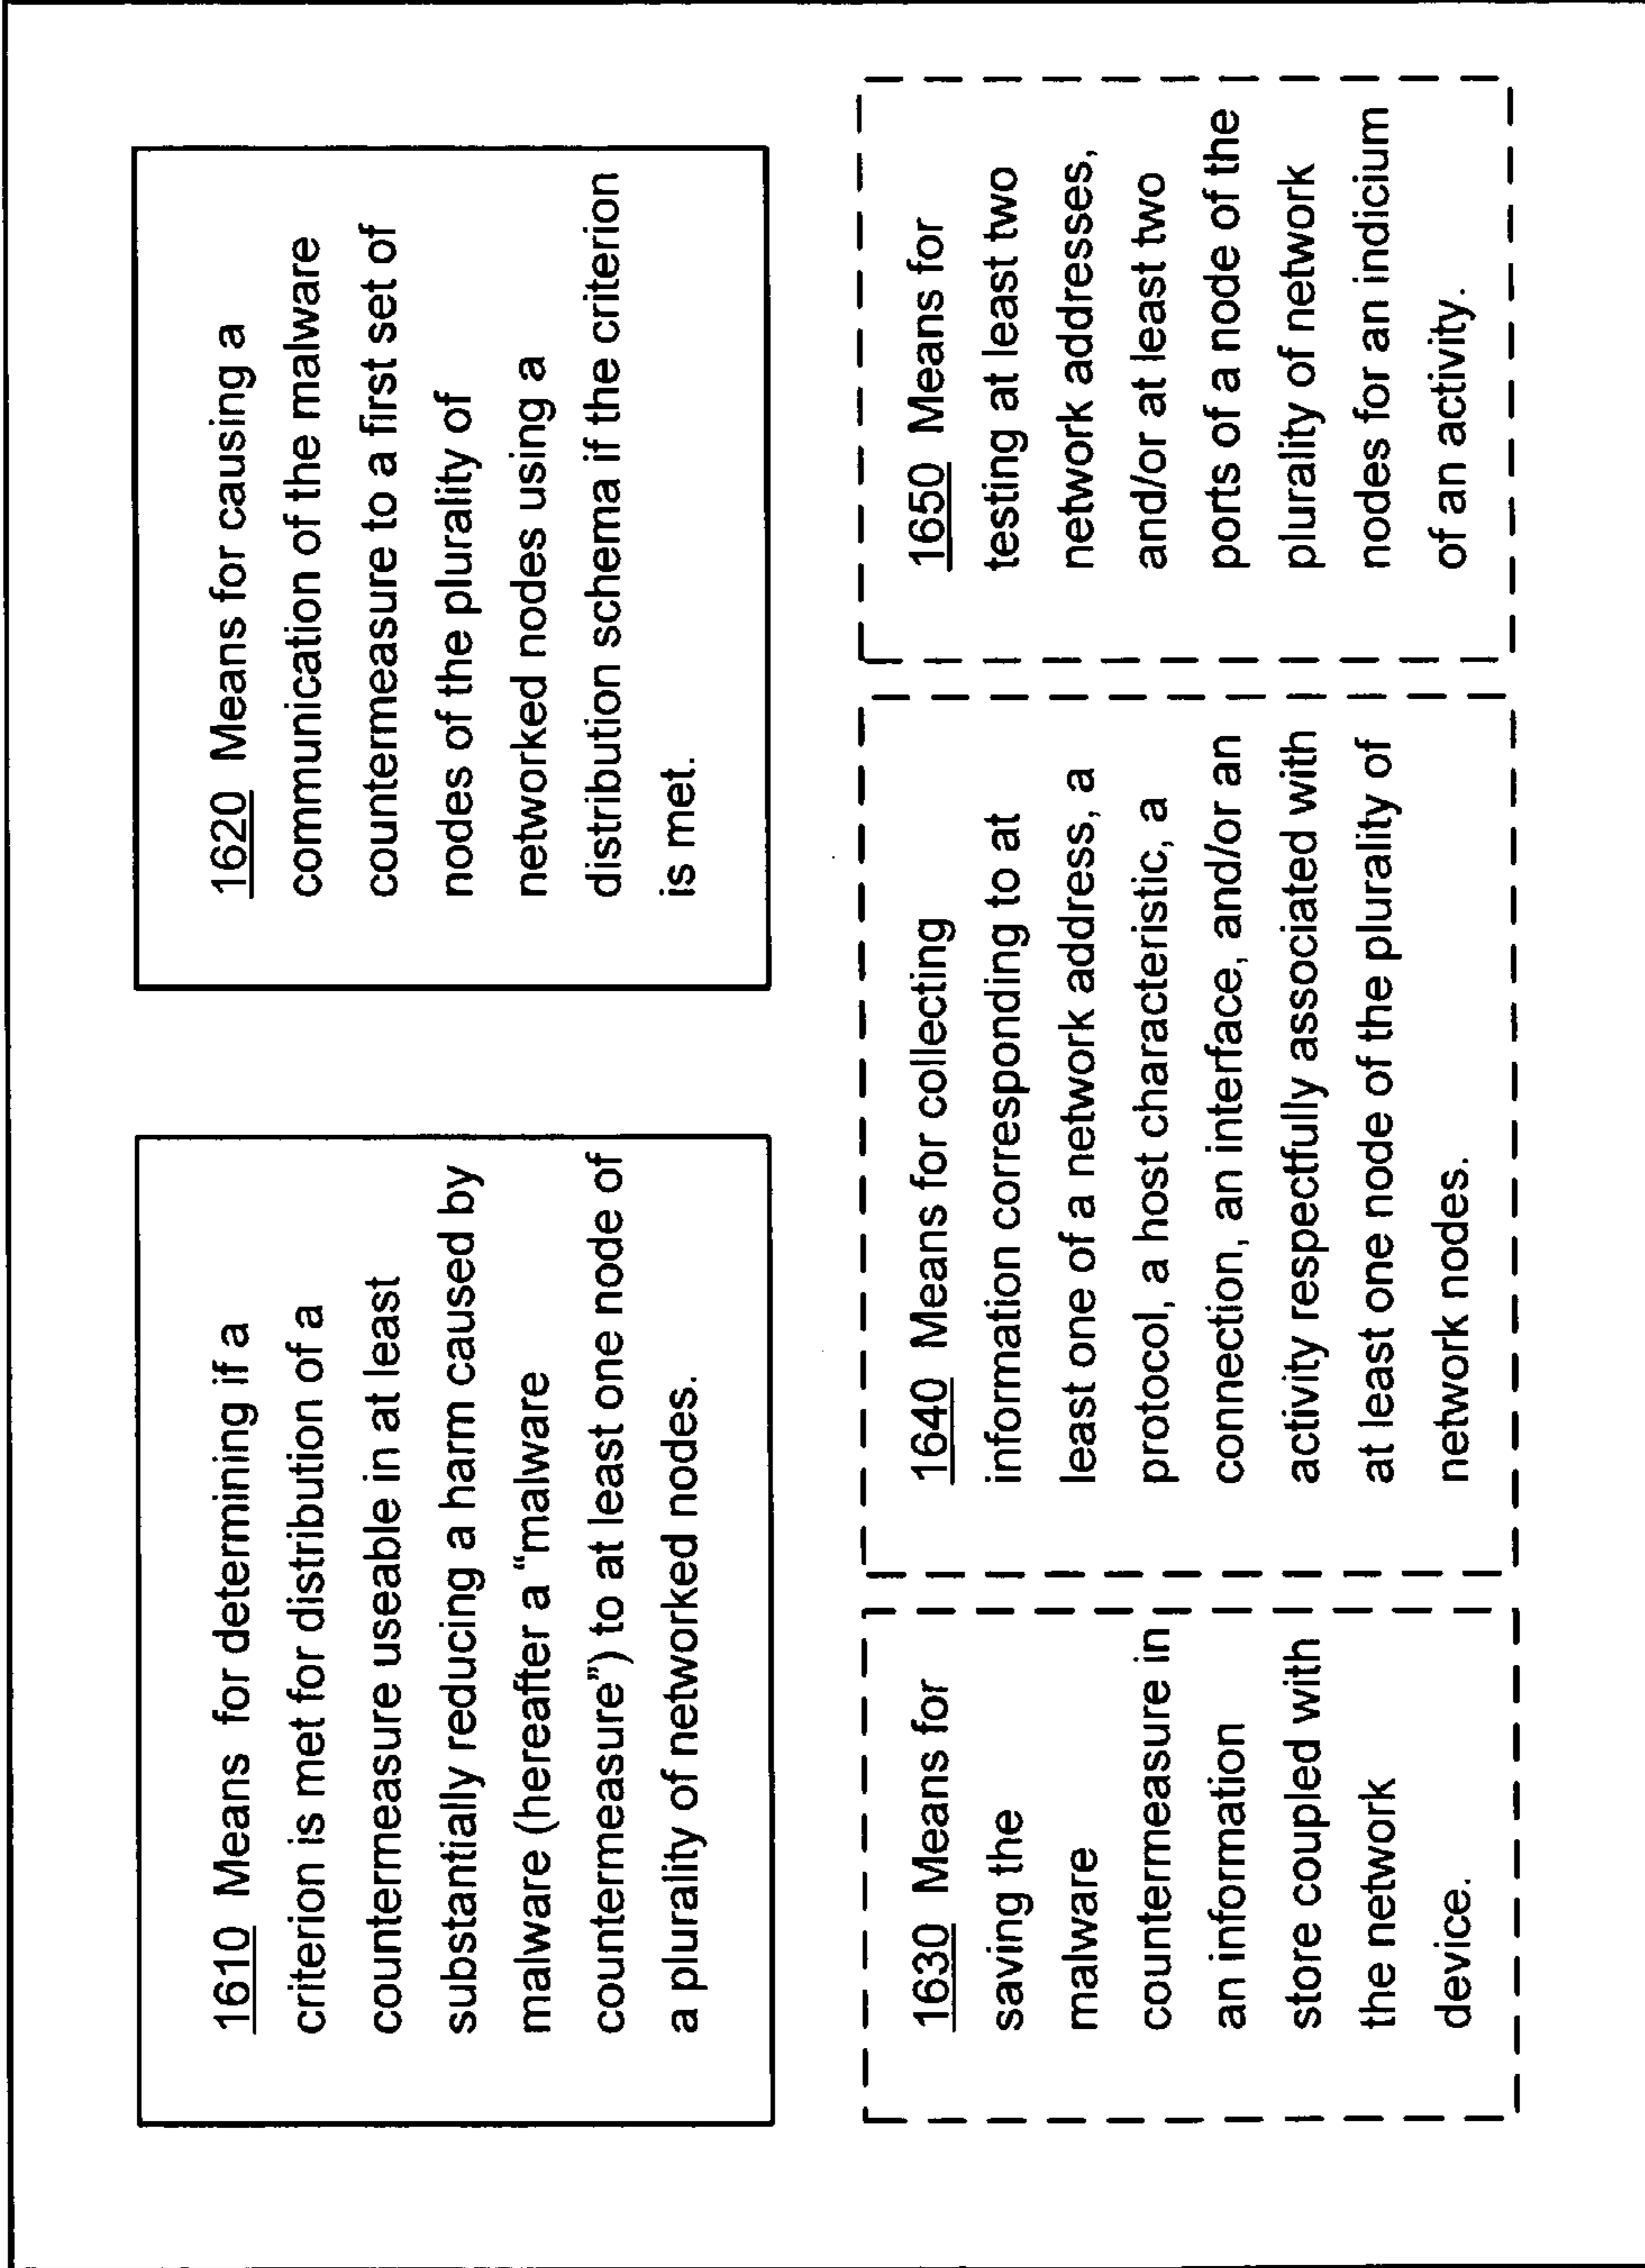 1610 Means for determining if a
criterion is met for distribution of a
countermeasure useable in at least
substantially reducing a harm caused by
malware (hereafter a “malware
countermeasure”) to at least one node of
a plurality of networked nodes.
1620 Means for causing a
communication of the malware
countermeasure to a first set of
nodes of the plurality of
networked nodes using a
distribution schema if the criterion
is met.
1630 Means for
saving the
malware
countermeasure in
an information
store coupled with
the network
device.
1640 Means for collecting
information corresponding to at
least one of a network address, a
protocol, a host characteristic, a
connection, an interface, and/or an
activity respectfully associated with
at least one node of the plurality of
network nodes.
1650 Means for
testing at least two
network addresses,
and/or at least two
ports of a node of the
plurality of network
nodes for an indicium
of an activity.